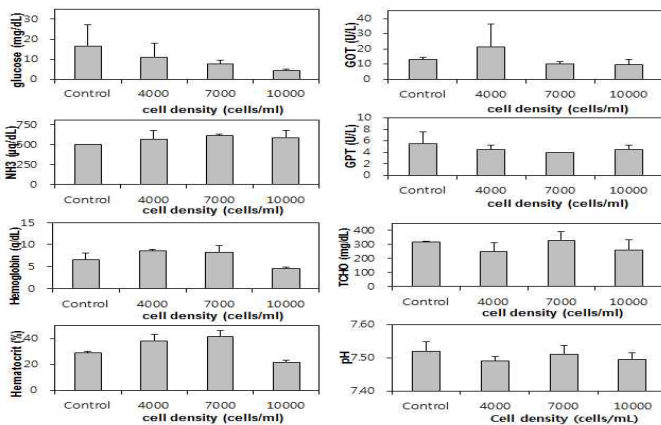 glucose (mg/dL)
30
20
10
0
Control 4000 7000 10000
cell density (cells/ml)
GOT (U/L)
40
30
20
10
0
Control 4000 7000 10000
cell density (cells/ml)
NH3 (µg/dL)
750
500
250
0
Control 4000 7000 10000
cell density (cells/ml)
GPT (U/L)
10
8
6
4
2
0
Control 4000 7000 10000
cell density (cells/ml)
Hemoglobin (g/dL)
15
10
5
0
Control 4000 7000 10000
cell density (cells/ml)
TCHO (mg/dL)
400
300
200
100
0
Control 4000 7000 10000
cell density (cells/ml)
Hematocrit (%)
40
20
0
Control 4000 7000 10000
cell density (cells/ml)
pH
7.60
7.50
7.40
Control 4000 7000 10000
Cell density (cells/mL)